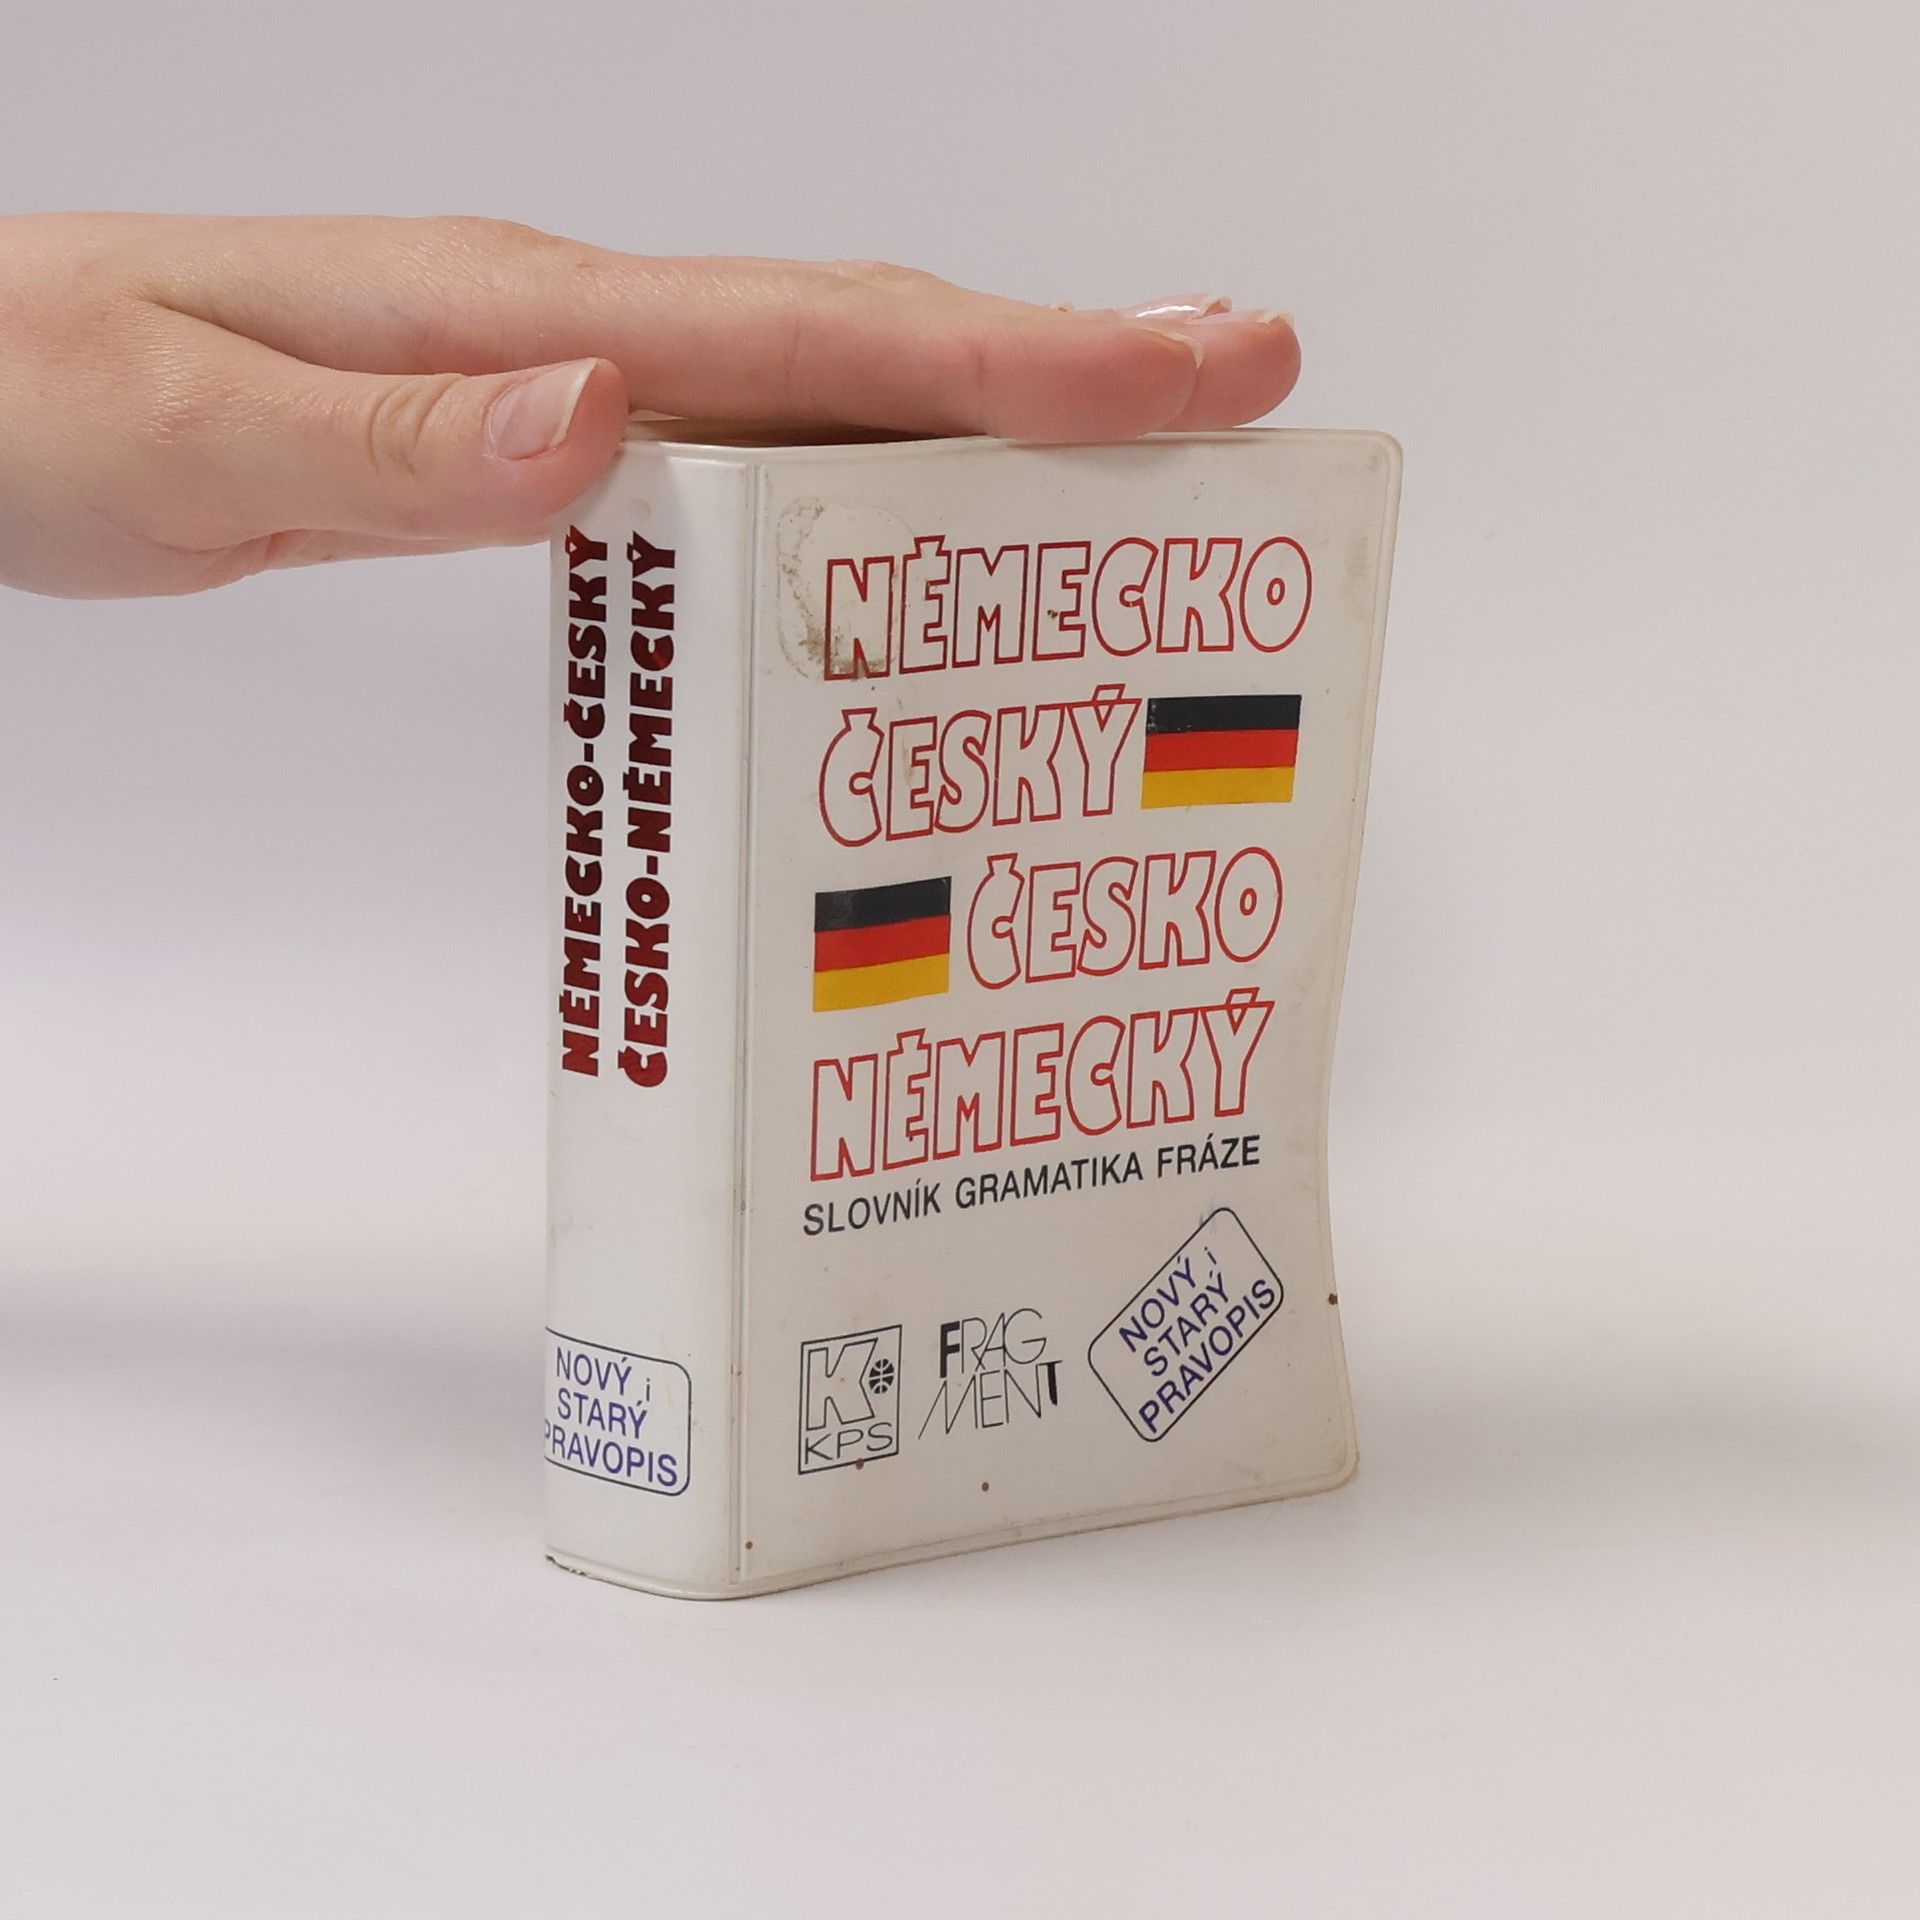 NĚMECKO-ČESKÝ
ČESKO-NĚMECKÝ
NOVÝ i
STARÝ
PRAVOPIS
NĚMECKO
ČESKÝ
ČESKO
NĚMECKÝ
SLOVNÍK GRAMATIKA FRÁZE
K
KPS
FRAG
MENT
NOVÝ i
STARÝ
PRAVOPIS